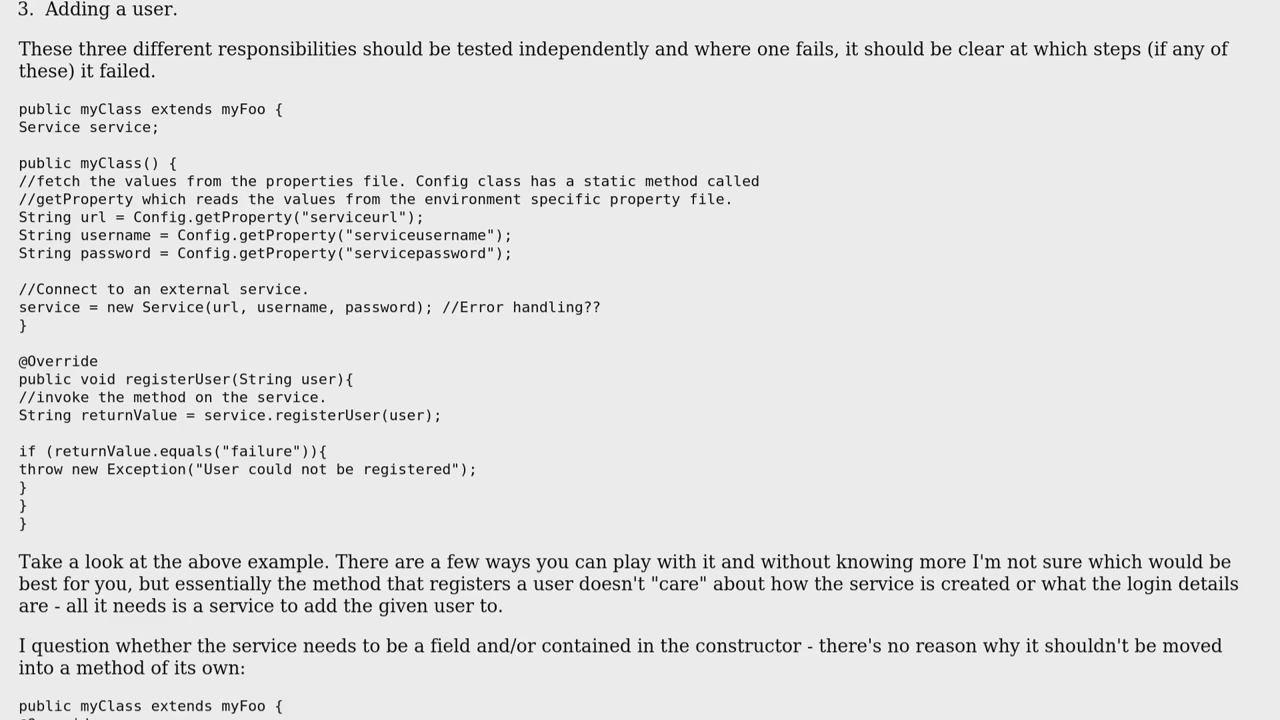 3. Adding a user.
These three different responsibilities should be tested independently and where one fails, it should be clear at which steps (if any of
these) it failed.
public myClass extends myFoo {
Service service;
public myClass() {
//fetch the values from the properties file. Config class has a static method called
//getProperty which reads the values from the environment specific property file.
String url = Config.getProperty("serviceurl");
String username = Config.getProperty("serviceusername");
String password = Config.getProperty("servicepassword");
//Connect to an external service.
service = new Service(url, username, password); //Error handling??
}
@Override
public void registerUser(String user){
//invoke the method on the service.
String returnValue = service.registerUser(user);
if (returnValue.equals("failure")){
throw new Exception("User could not be registered");
}
}
}
Take a look at the above example. There are a few ways you can play with it and without knowing more I'm not sure which would be
best for you, but essentially the method that registers a user doesn't "care" about how the service is created or what the login details
are - all it needs is a service to add the given user to.
I question whether the service needs to be a field and/or contained in the constructor - there's no reason why it shouldn't be moved
into a method of its own:
public myClass extends myFoo {